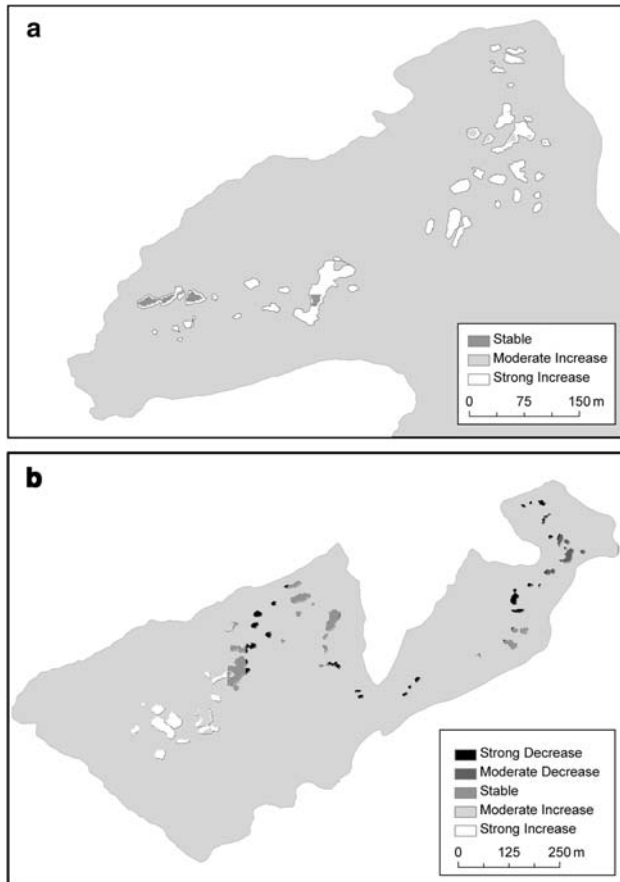 a
Stable
Moderate Increase
Strong Increase
0 75 150 m
b
Strong Decrease
Moderate Decrease
Stable
Moderate Increase
Strong Increase
0 125 250 m